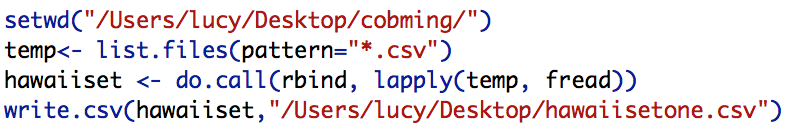 setwd("/Users/lucy/Desktop/cobming/")
temp<- list.files(pattern="*.csv")
hawaiiset <- do.call(rbind, lapply(temp, fread))
write.csv(hawaiiset,"/Users/lucy/Desktop/hawaiisetone.csv")